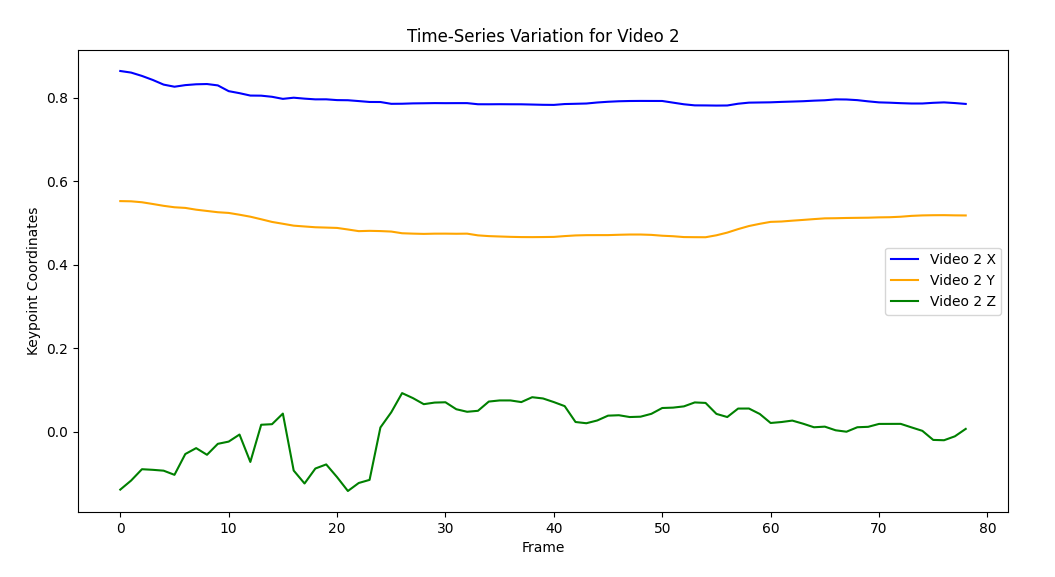 Time-Series Variation for Video 2
Keypoint Coordinates
0.8
0.6
0.4
0.2
0.0
Video 2 X
Video 2 Y
Video 2 Z
0 10 20 30 40 50 60 70 80
Frame